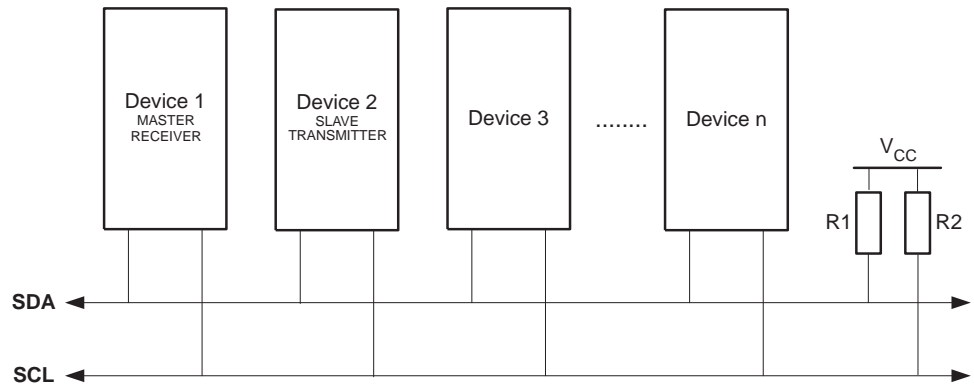 Device 1
MASTER
RECEIVER
Device 2
SLAVE
TRANSMITTER
Device 3
........
Device n
VCC
R1
R2
SDA
SCL